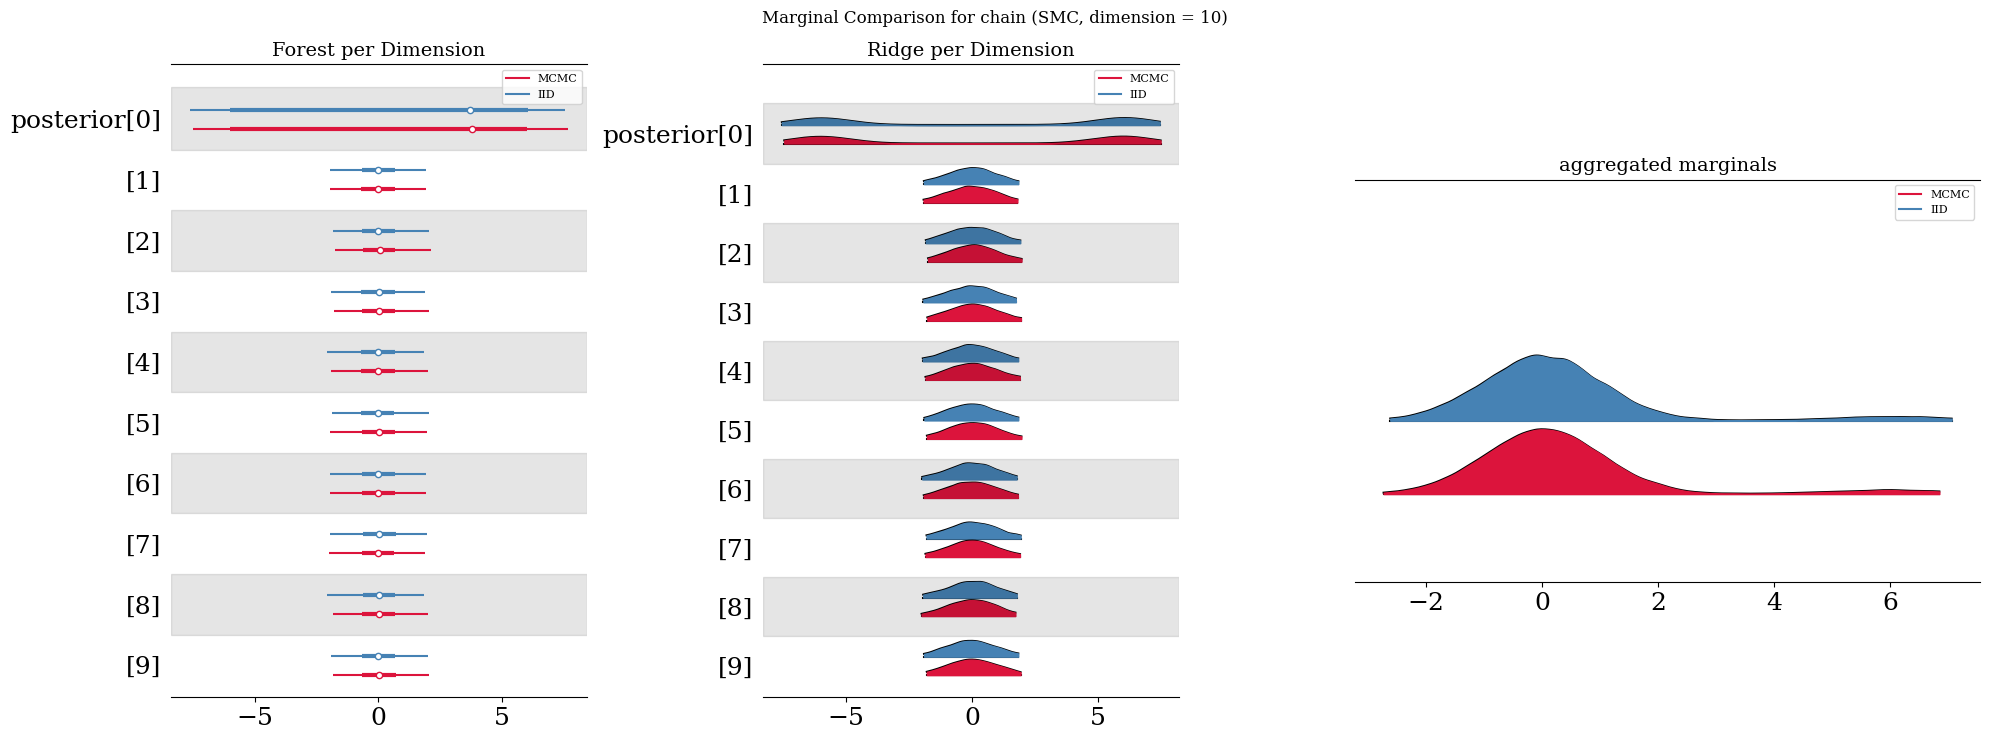 Marginal Comparison for chain (SMC, dimension = 10)
Forest per Dimension
MCMC
IID
posterior[0]
[1]
[2]
[3]
[4]
[5]
[6]
[7]
[8]
[9]
−5 0 5
Ridge per Dimension
MCMC
IID
posterior[0]
[1]
[2]
[3]
[4]
[5]
[6]
[7]
[8]
[9]
−5 0 5
aggregated marginals
MCMC
IID
−2 0 2 4 6